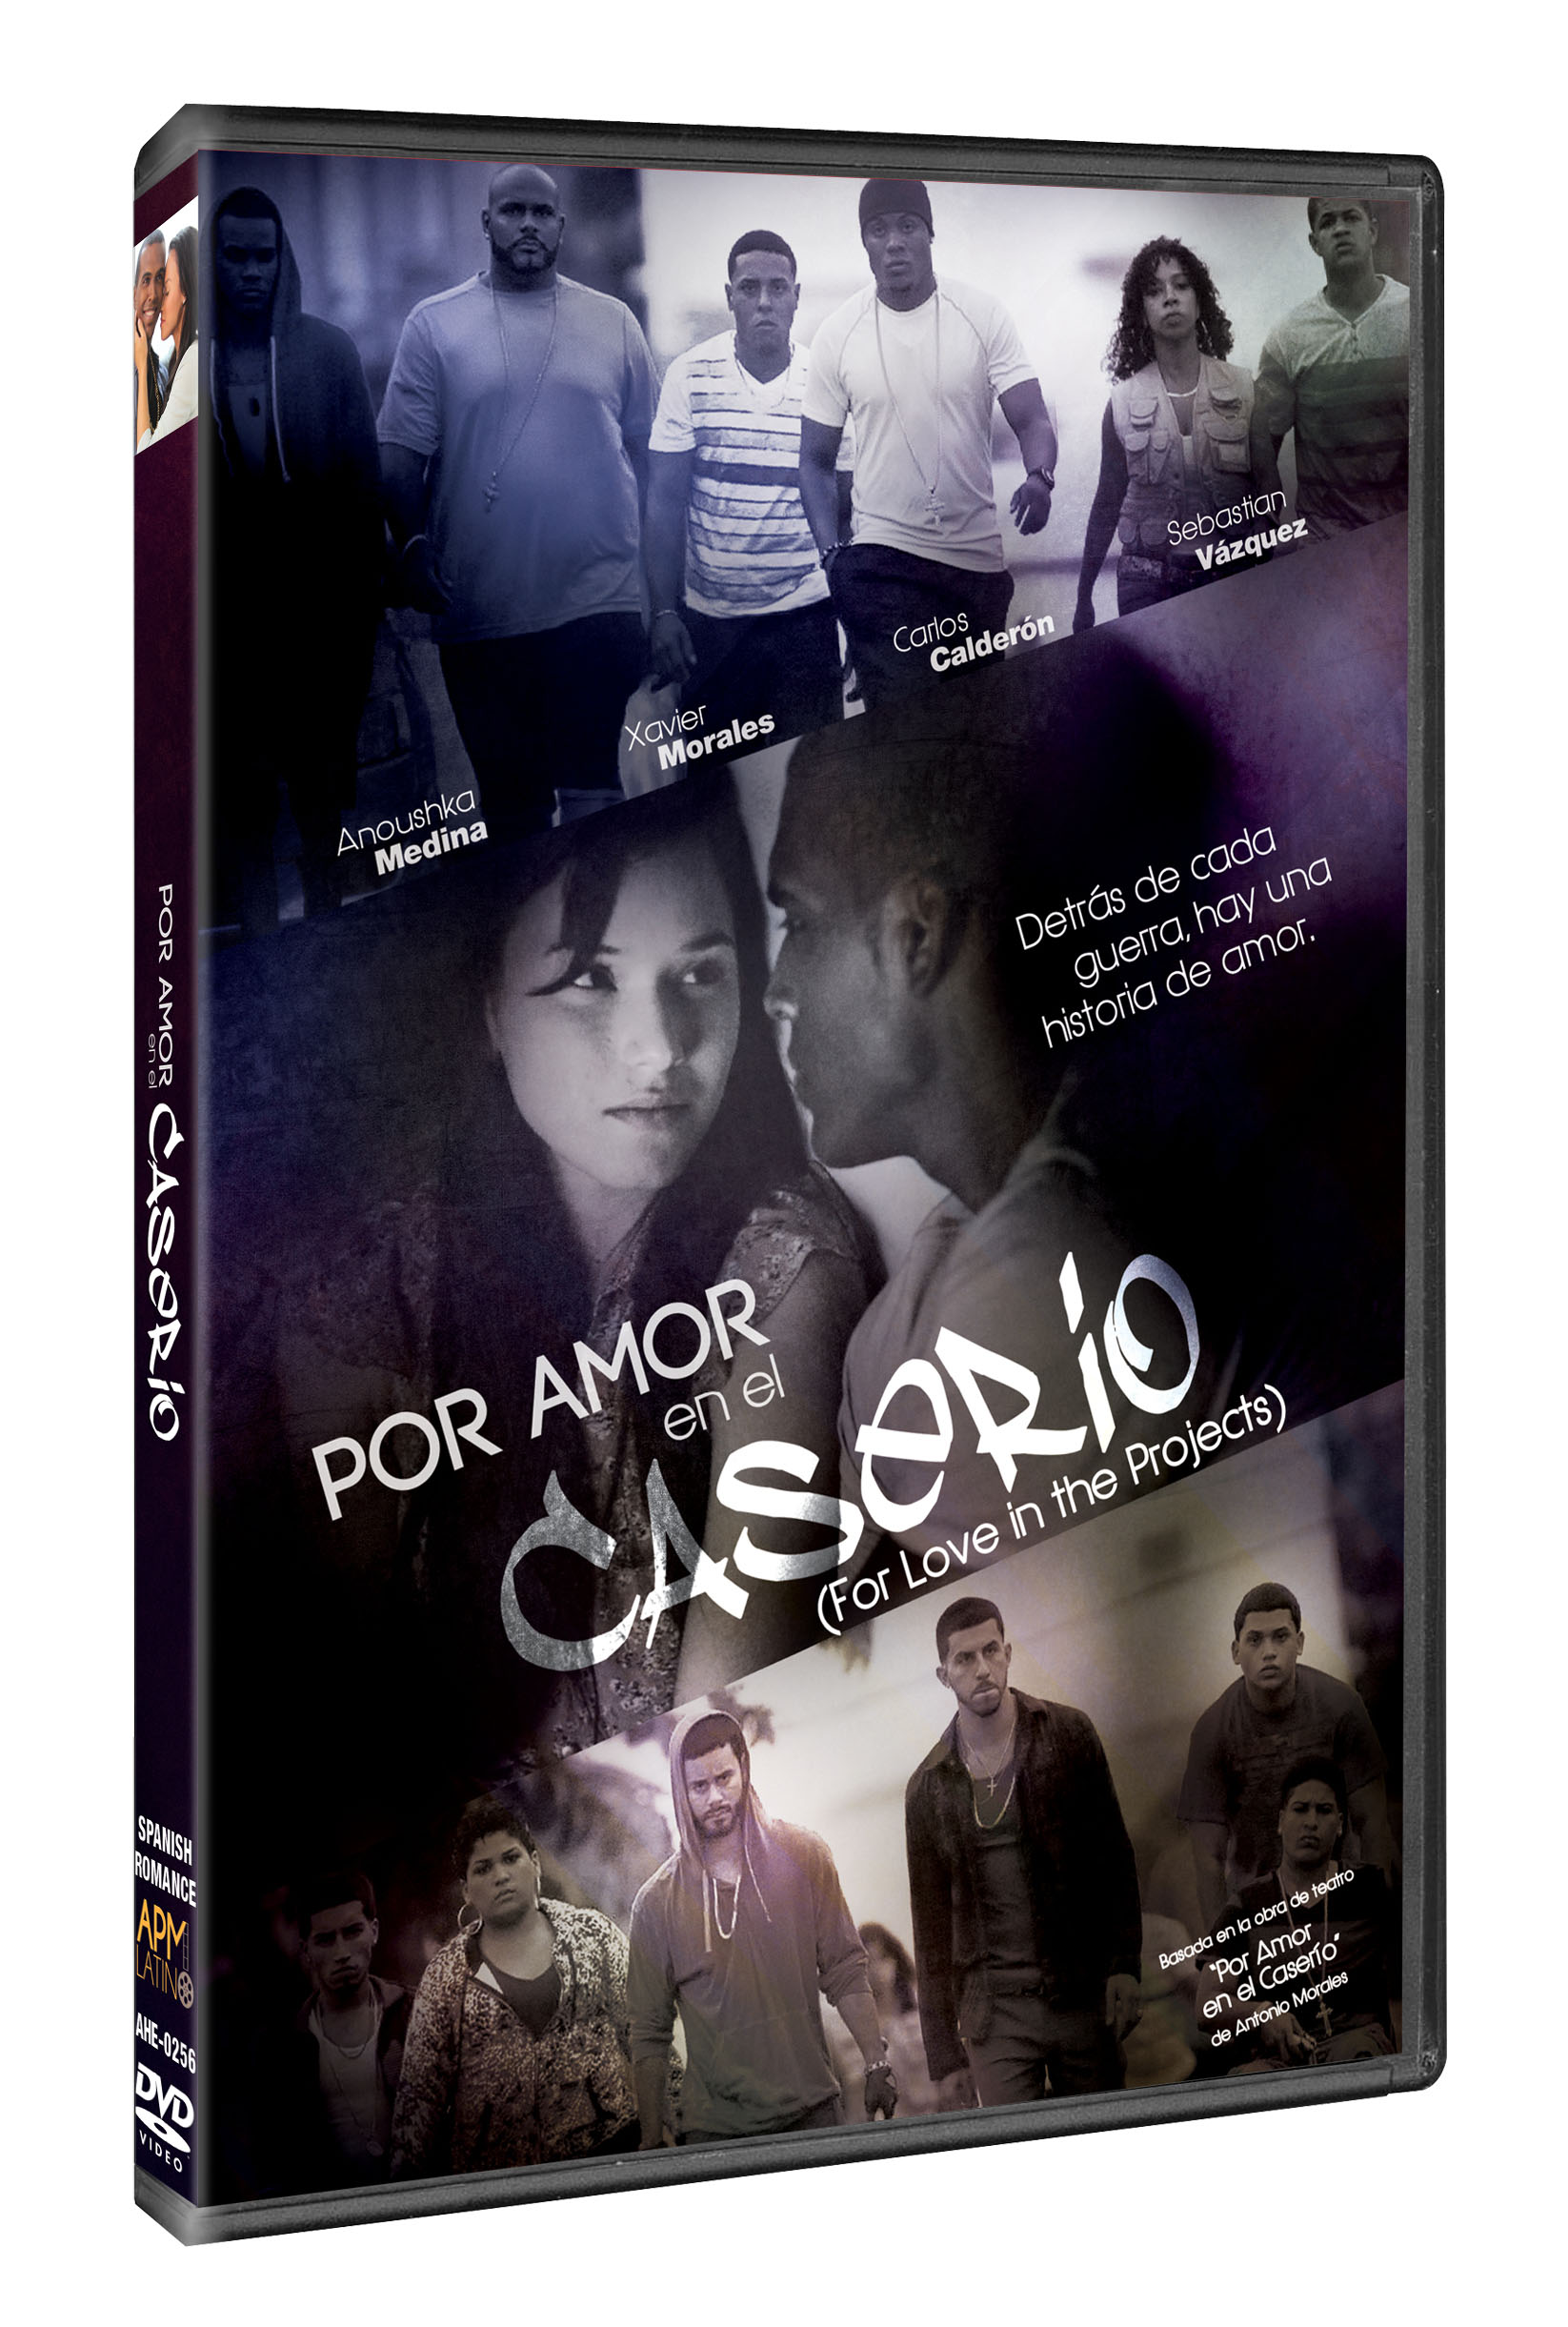 Sebastian
Vázquez
Carlos
Calderón
Xavier
Morales
Anoushka
Medina
Detrás de cada
guerra, hay una
historia de amor.
POR AMOR
en el
CASERÍO
(For Love in the Projects)
Basada en la obra de teatro
"Por Amor
en el Caserío"
de Antonio Morales
POR AMOR
en el
CASERÍO
SPANISH
ROMANCE
APM
LATINO
AHE-0256
DVD
VIDEO